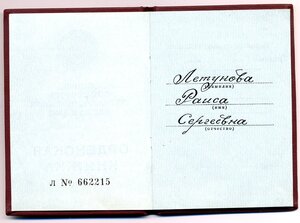 Летунова
(фамилия)
Раиса
(имя)
Сергеевна
(отчество)
Л № 662215